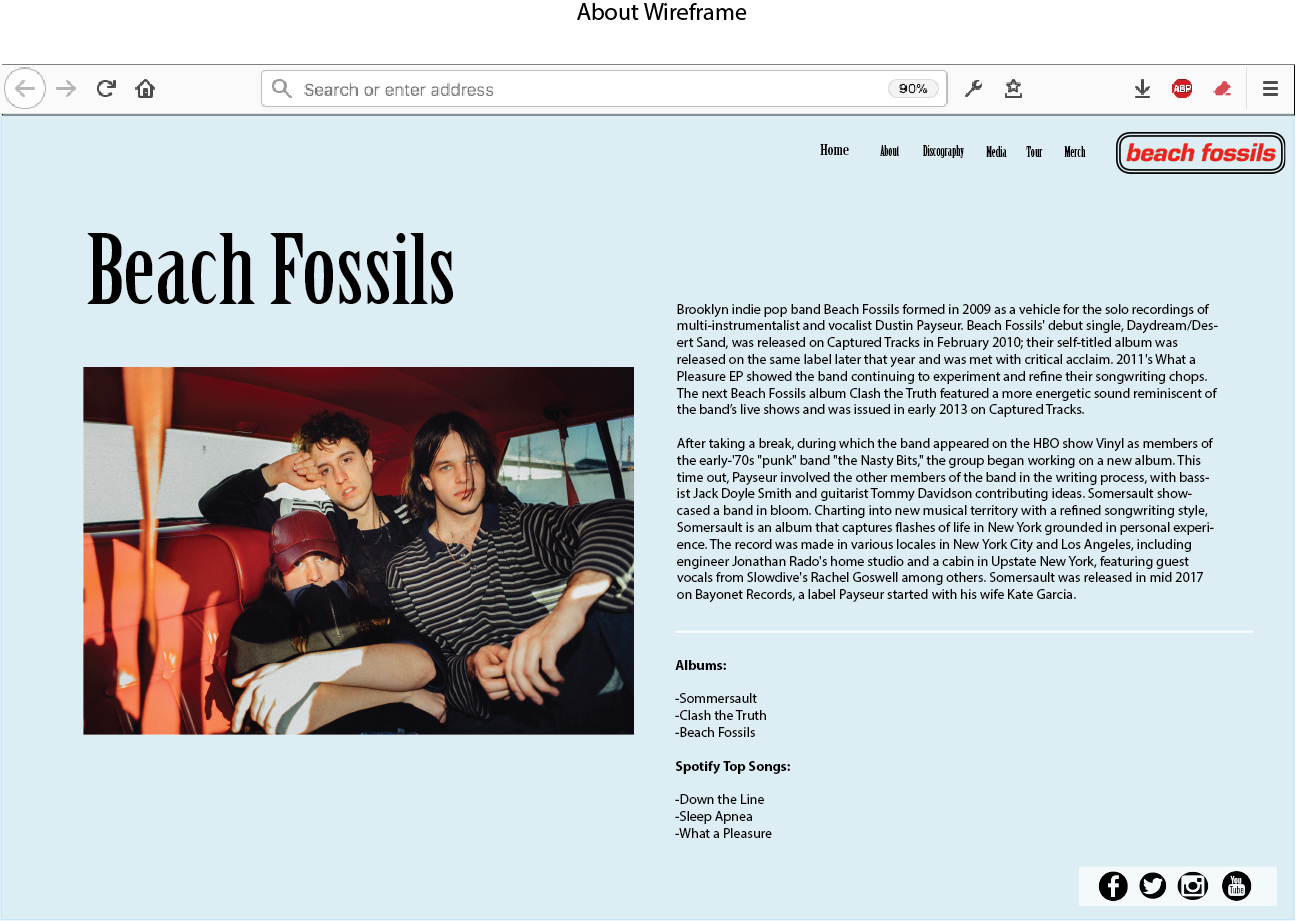 About Wireframe
Search or enter address
90%
ABP
Home About Discography Media Tour Merch
beach fossils
Beach Fossils
Brooklyn indie pop band Beach Fossils formed in 2009 as a vehicle for the solo recordings of
multi-instrumentalist and vocalist Dustin Payseur. Beach Fossils' debut single, Daydream/Des-
ert Sand, was released on Captured Tracks in February 2010; their self-titled album was
released on the same label later that year and was met with critical acclaim. 2011's What a
Pleasure EP showed the band continuing to experiment and refine their songwriting chops.
The next Beach Fossils album Clash the Truth featured a more energetic sound reminiscent of
the band’s live shows and was issued in early 2013 on Captured Tracks.
After taking a break, during which the band appeared on the HBO show Vinyl as members of
the early-'70s "punk" band "the Nasty Bits," the group began working on a new album. This
time out, Payseur involved the other members of the band in the writing process, with bass-
ist Jack Doyle Smith and guitarist Tommy Davidson contributing ideas. Somersault show-
cased a band in bloom. Charting into new musical territory with a refined songwriting style,
Somersault is an album that captures flashes of life in New York grounded in personal experi-
ence. The record was made in various locales in New York City and Los Angeles, including
engineer Jonathan Rado's home studio and a cabin in Upstate New York, featuring guest
vocals from Slowdive's Rachel Goswell among others. Somersault was released in mid 2017
on Bayonet Records, a label Payseur started with his wife Kate Garcia.
Albums:
-Sommersault
-Clash the Truth
-Beach Fossils
Spotify Top Songs:
-Down the Line
-Sleep Apnea
-What a Pleasure
You
Tube